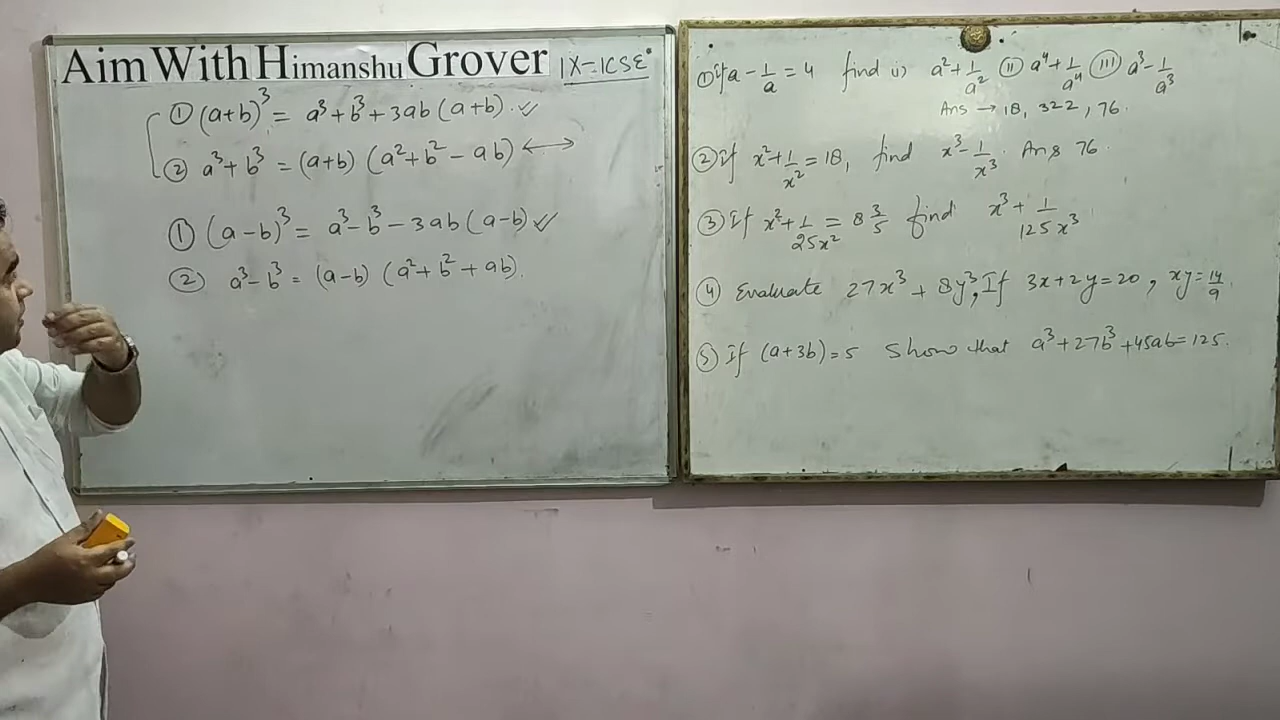 Aim With Himanshu Grover IX-ICSE
① (a+b)³ = a³+b³+3ab(a+b). ✓
② a³+b³ = (a+b) (a²+b²-ab) ↔
① (a-b)³ = a³-b³-3ab(a-b) ✓
② a³-b³ = (a-b) (a²+b²+ab).
① If a - 1/a = 4 find i) a²+1/a² ⓘⓘ a⁴+1/a⁴ ⓘⓘⓘ a³-1/a³
Ans → 18, 322, 76.
② If x²+1/x² = 18, find x³-1/x³. Ans 76.
③ If x²+1/25x² = 8 3/5 find x³+1/125x³
④ Evaluate 27x³+8y³, If 3x+2y=20, xy=14/9.
⑤ If (a+3b)=5 Show that a³+27b³+45ab=125.